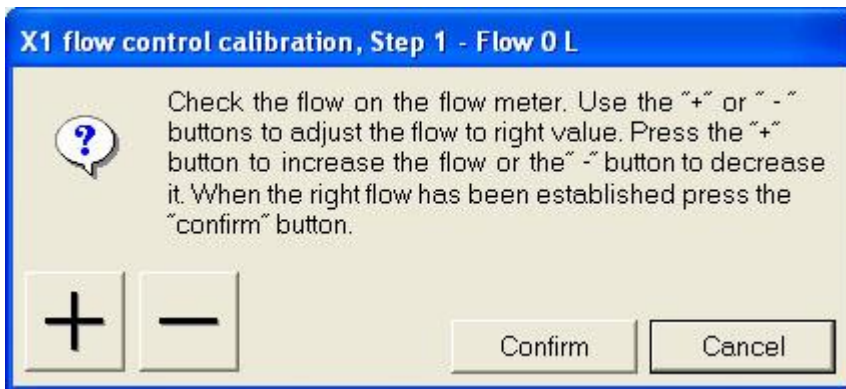 X1 flow control calibration, Step 1 - Flow 0 L
Check the flow on the flow meter. Use the "+" or " - "
buttons to adjust the flow to right value. Press the "+"
button to increase the flow or the" -" button to decrease
it. When the right flow has been established press the
"confirm" button.
+ −
Confirm Cancel